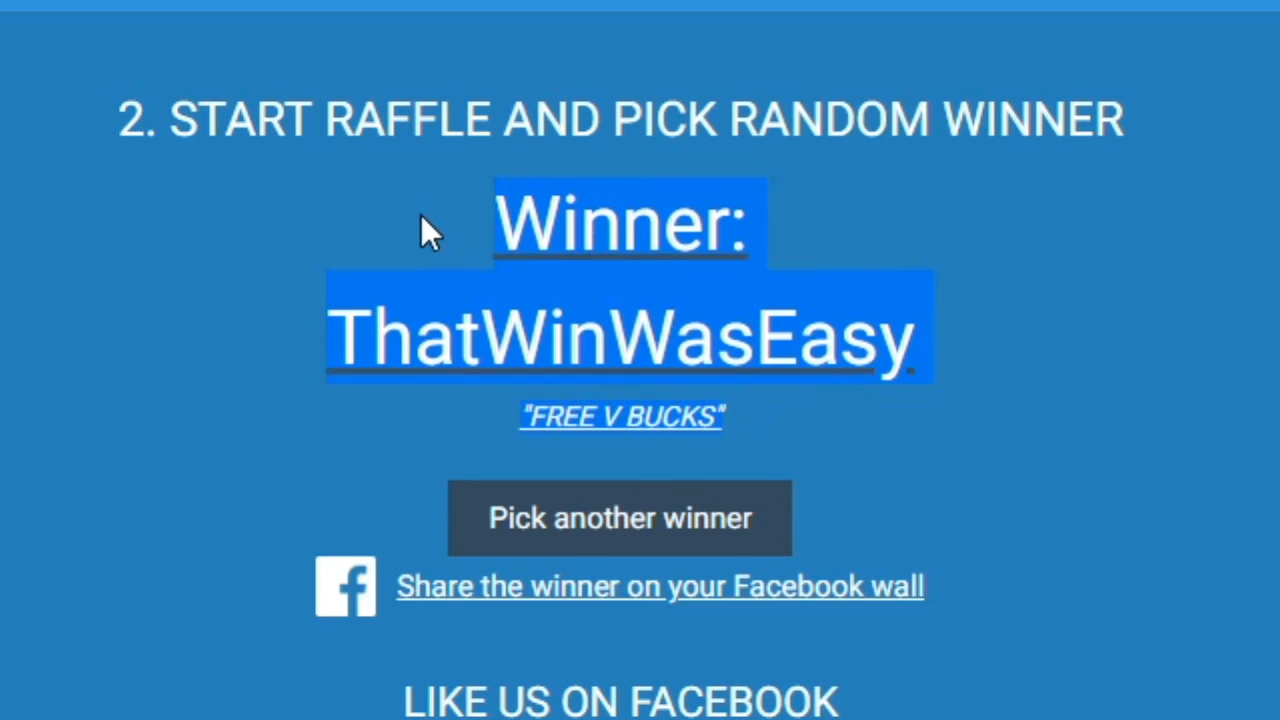 2. START RAFFLE AND PICK RANDOM WINNER
Winner:
ThatWinWasEasy
"FREE V BUCKS"
Pick another winner
Share the winner on your Facebook wall
LIKE US ON FACEBOOK